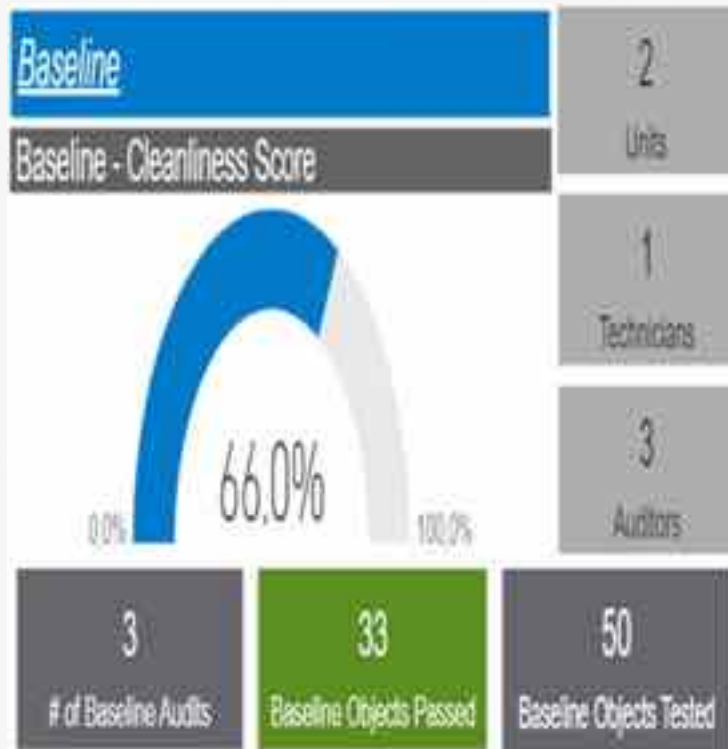 Baseline
2
Units
Baseline - Cleanliness Score
1
Technicians
66.0%
0.0%
100.0%
3
Auditors
3
# of Baseline Audits
33
Baseline Objects Passed
50
Baseline Objects Tested